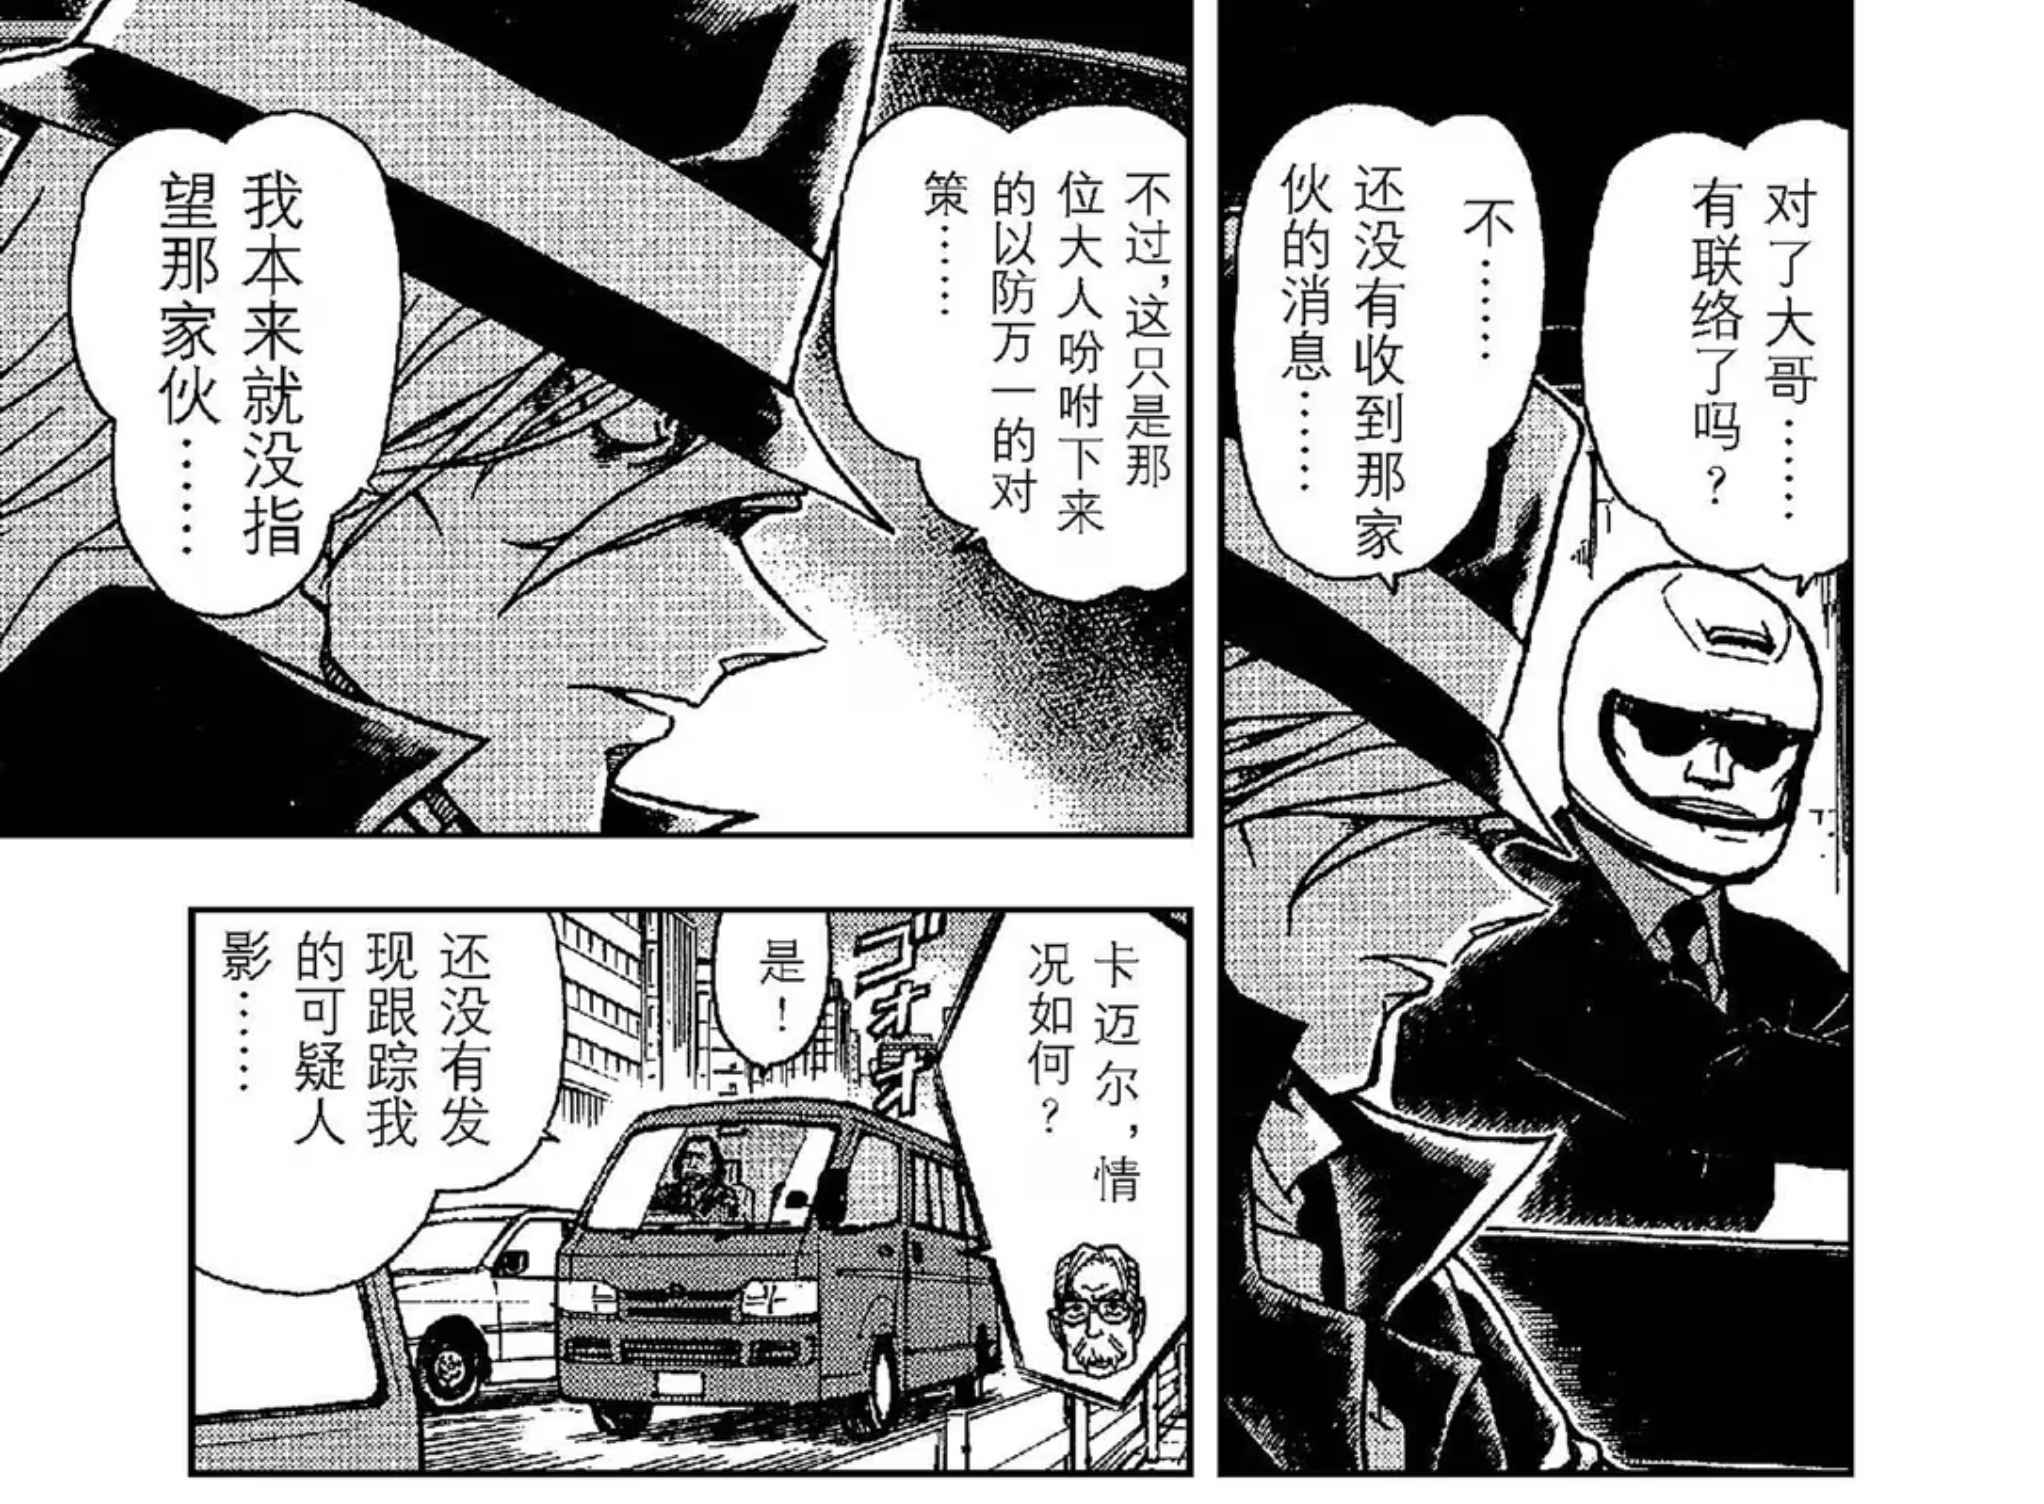 对了大哥……
有联络了吗？
不……
还没有收到那家
伙的消息……
不过，这只是那
位大人吩咐下来
的以防万一的对
策……
我本来就没指
望那家伙……
卡迈尔，情
况如何？
ゴオオオ
是！
还没有发
现跟踪我
的可疑人
影……